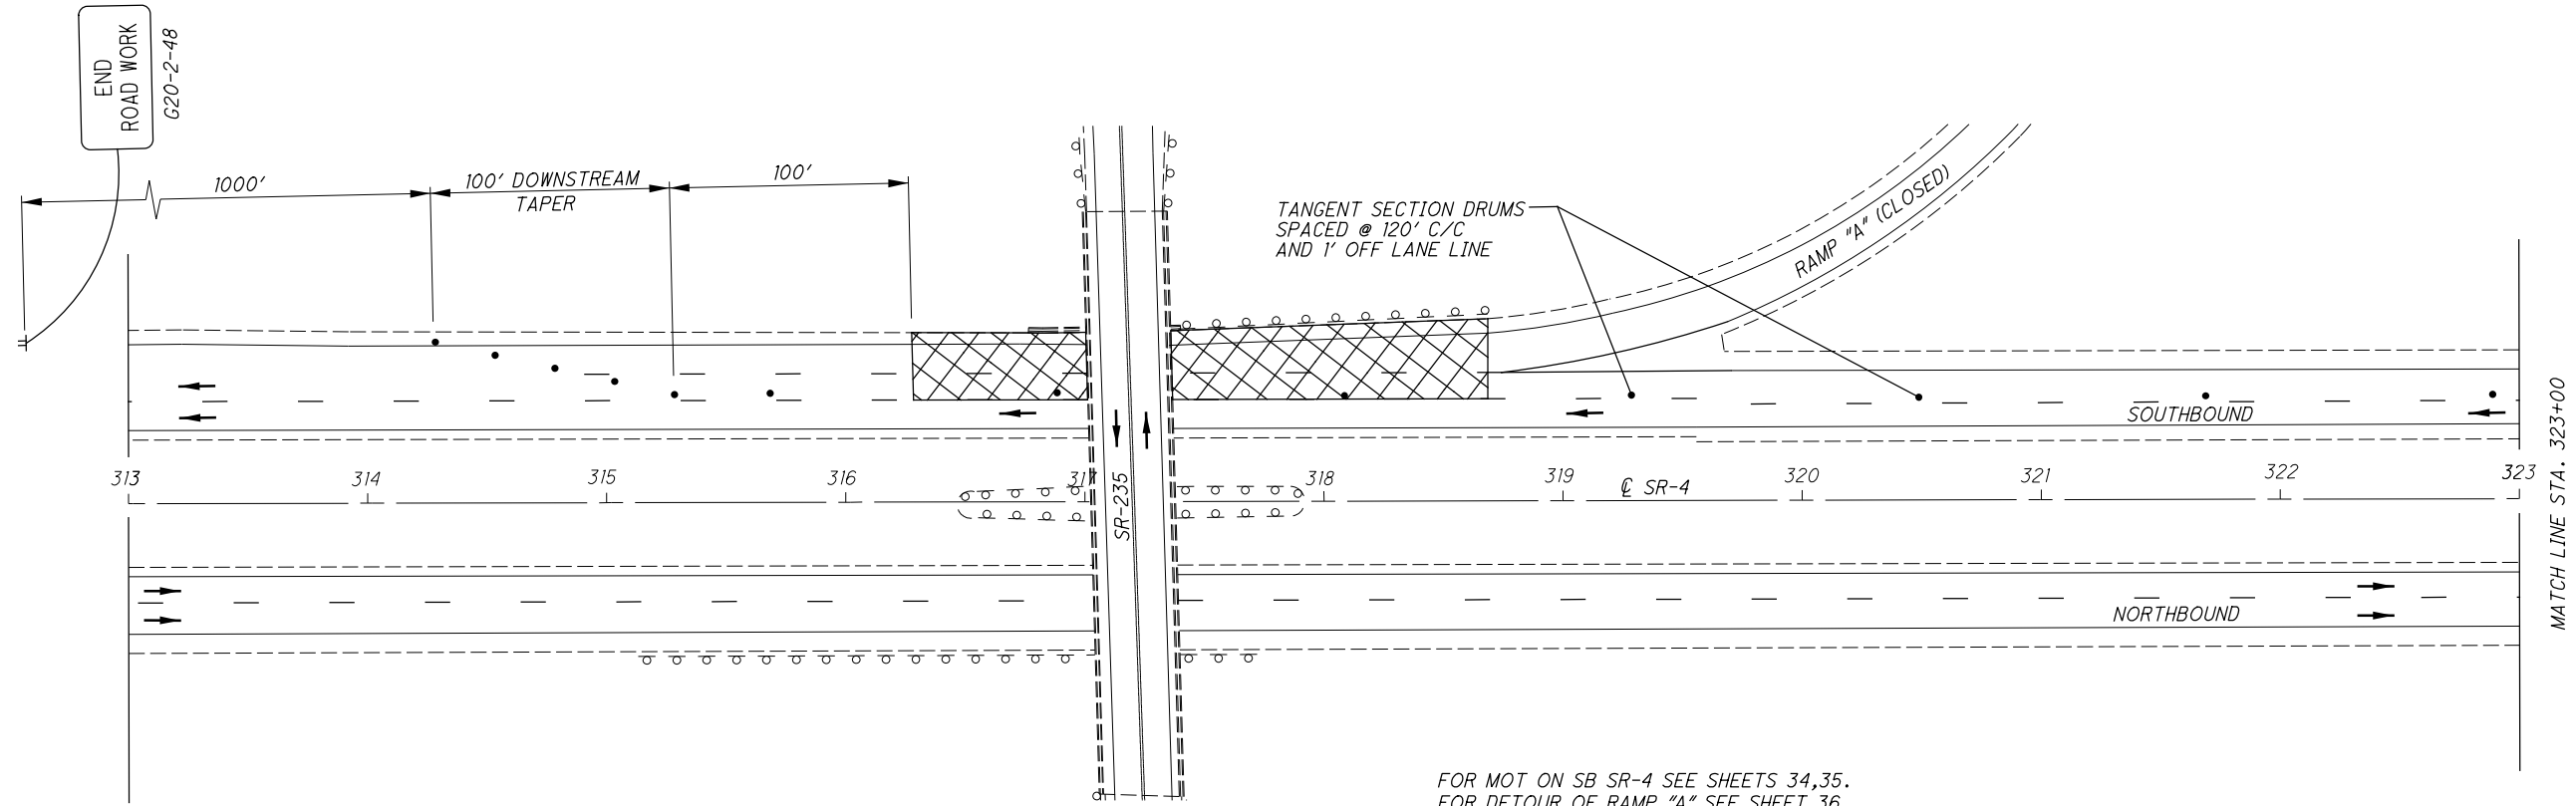 END
ROAD WORK
G20-2-48
1000'
100' DOWNSTREAM
TAPER
100'
TANGENT SECTION DRUMS
SPACED @ 120' C/C
AND 1' OFF LANE LINE
RAMP "A" (CLOSED)
SOUTHBOUND
MATCH LINE STA. 323+00
313
314
315
316
317
318
319
320
321
322
323
SR-235
℄ SR-4
NORTHBOUND
FOR MOT ON SB SR-4 SEE SHEETS 34,35.
FOR DETOUR OF RAMP "A" SEE SHEET 36